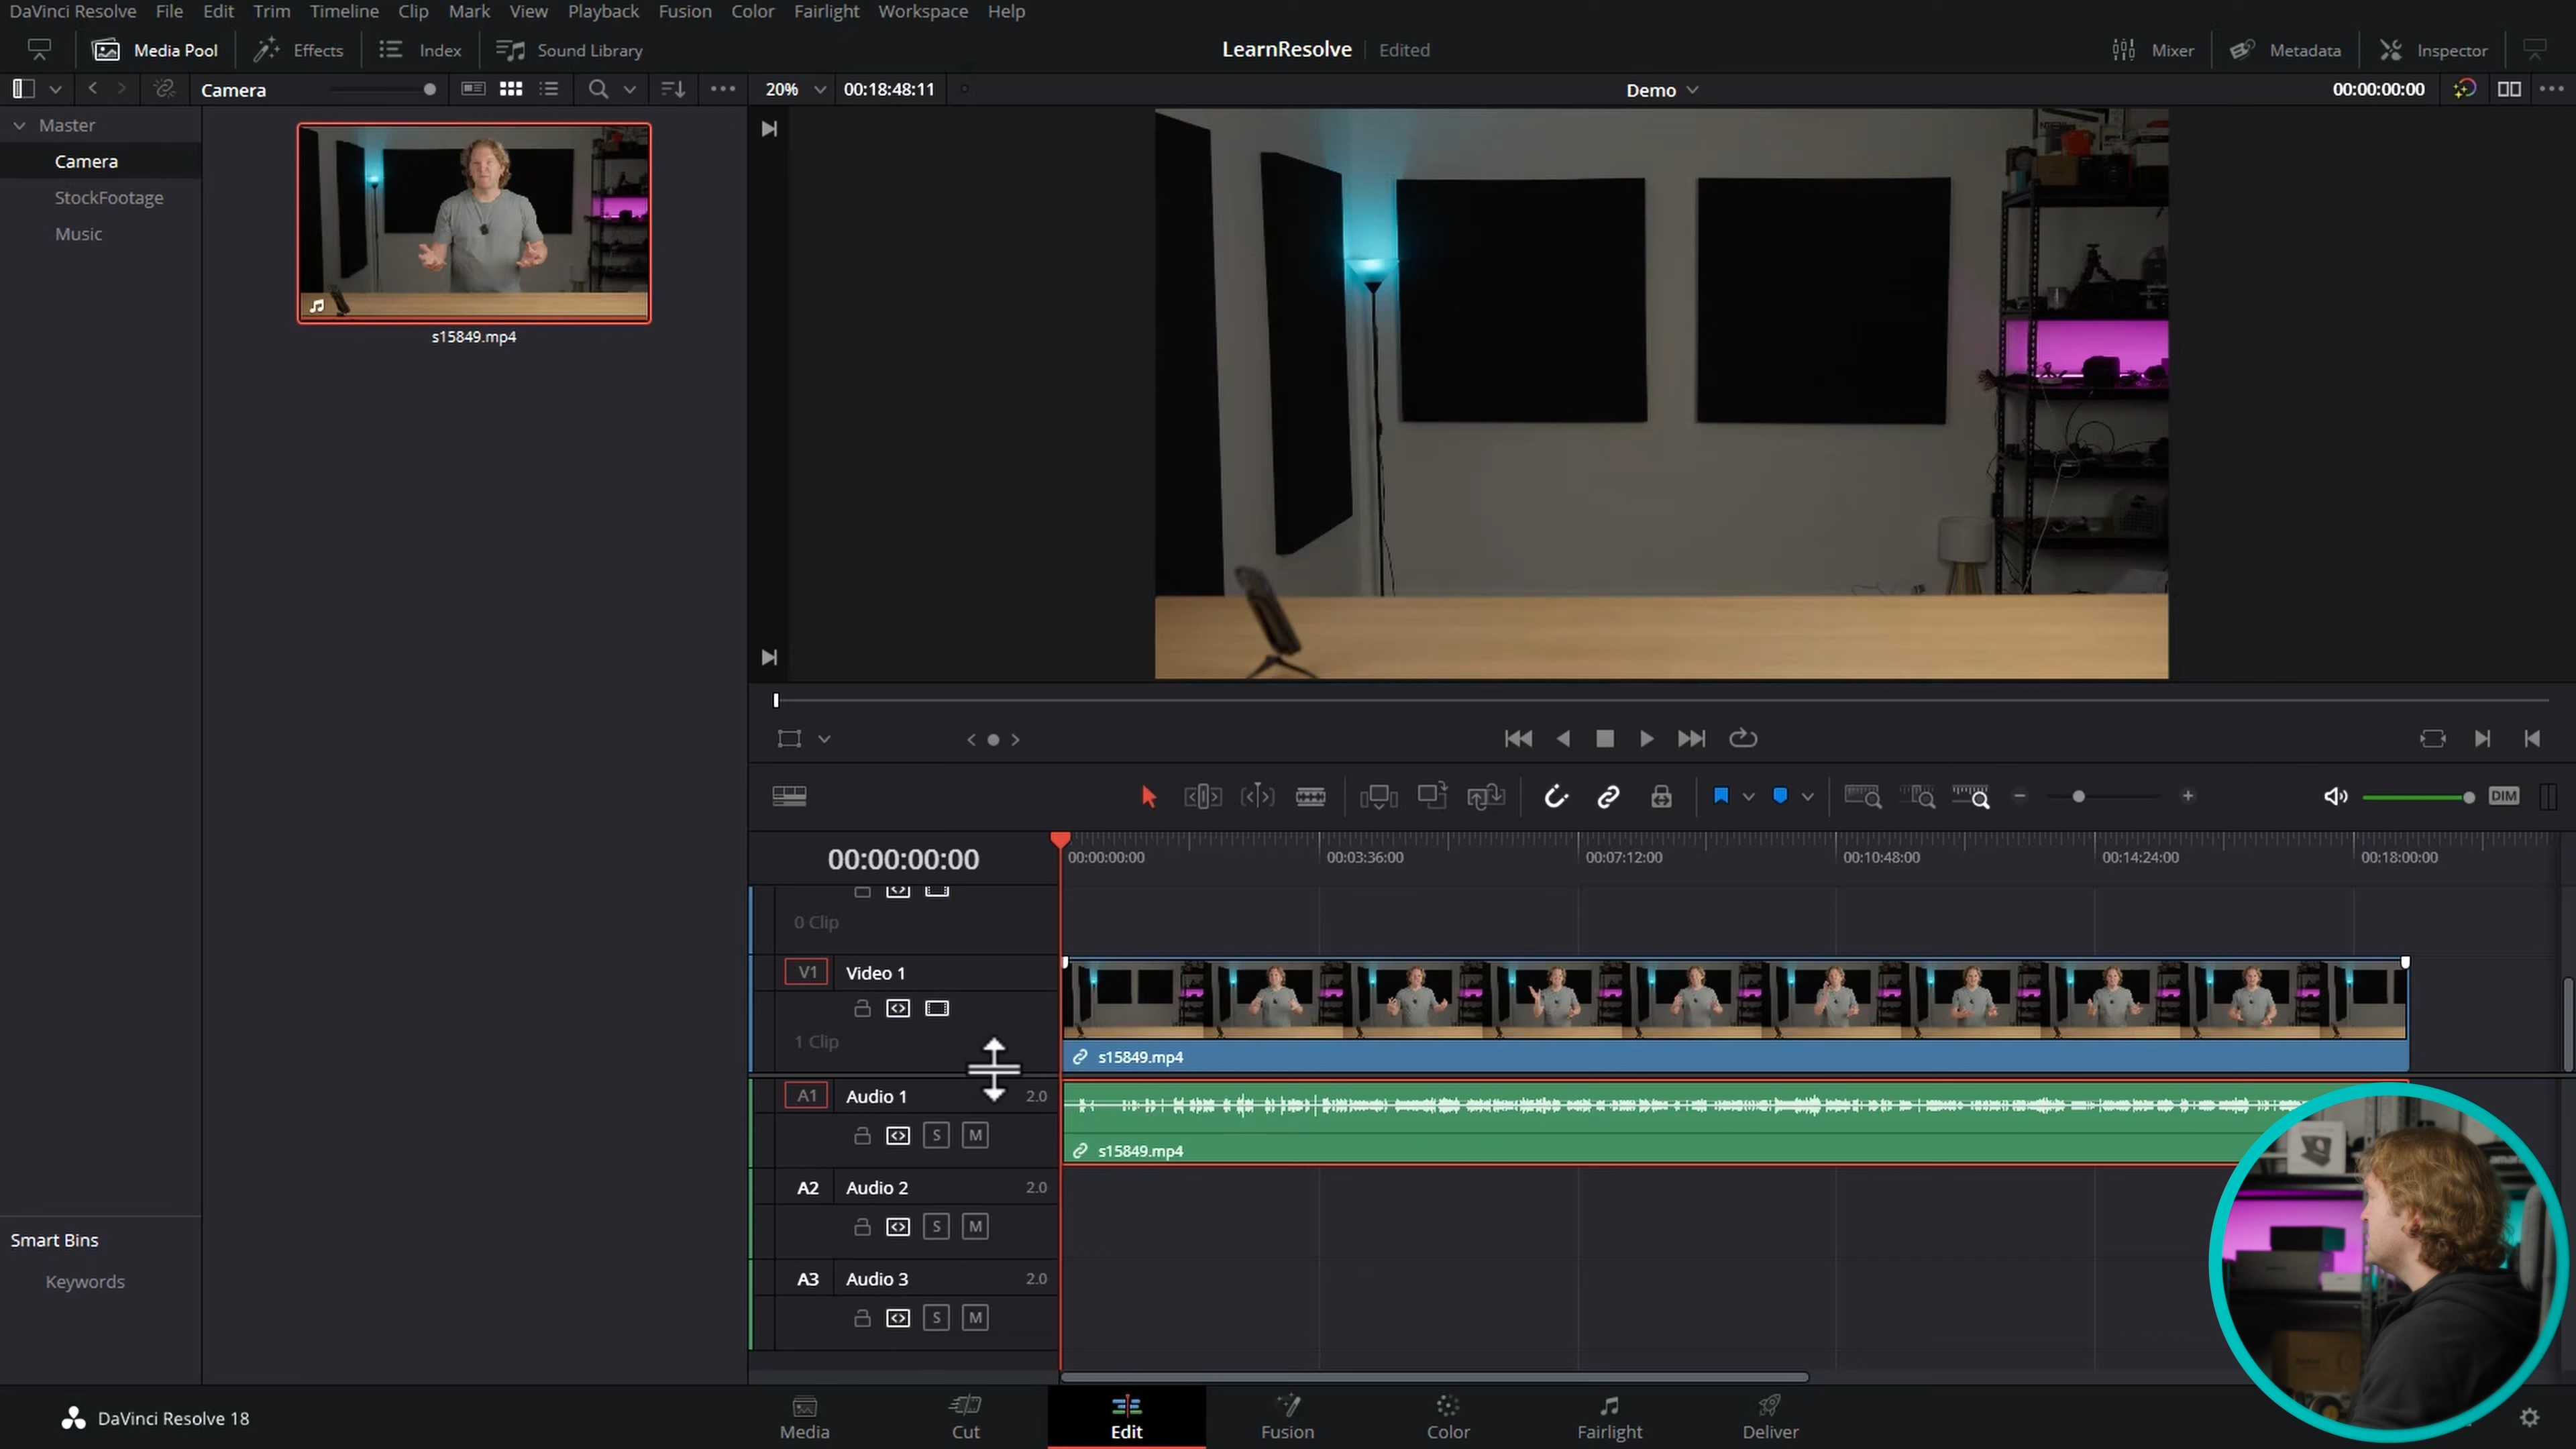 DaVinci Resolve File Edit Trim Timeline Clip Mark View Playback Fusion Color Fairlight Workspace Help
Media Pool Effects Index Sound Library LearnResolve Edited Mixer Metadata Inspector
Camera 20% 00:18:48:11 Demo 00:00:00:00
Master
Camera
StockFootage
Music
s15849.mp4
DIM
00:00:00:00 00:00:00:00 00:03:36:00 00:07:12:00 00:10:48:00 00:14:24:00 00:18:00:00
0 Clip
V1 Video 1
1 Clip
s15849.mp4
A1 Audio 1 2.0
S M
s15849.mp4
A2 Audio 2 2.0
S M
A3 Audio 3 2.0
S M
Smart Bins
Keywords
DaVinci Resolve 18
Media Cut Edit Fusion Color Fairlight Deliver